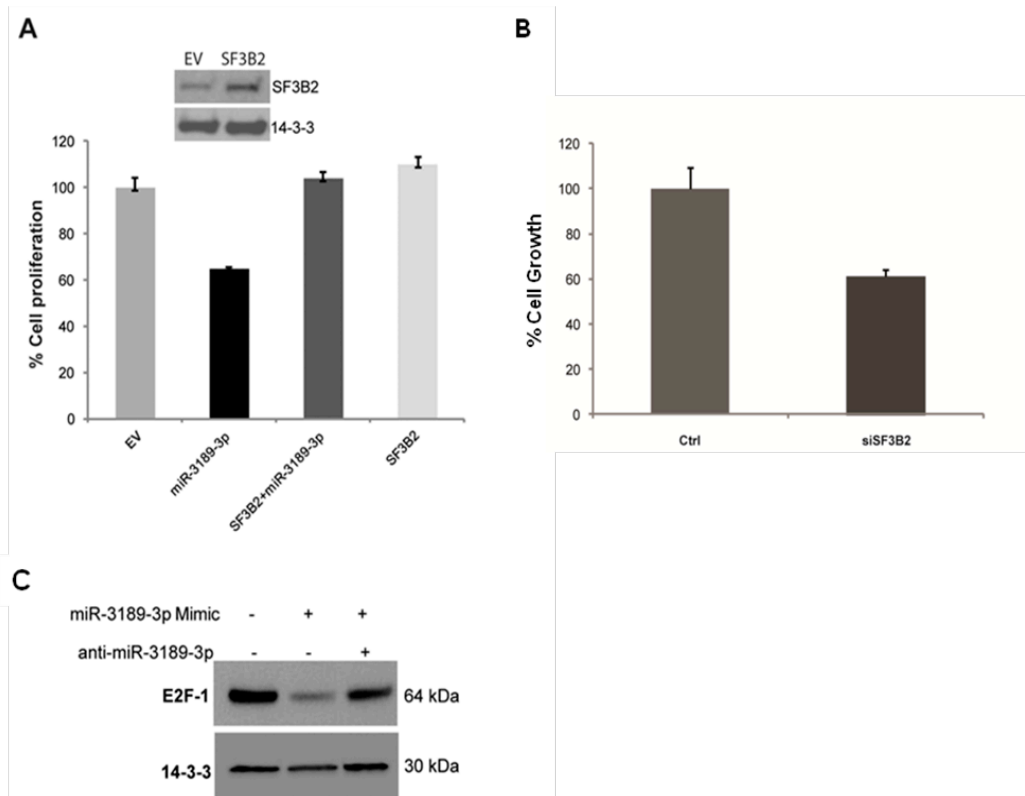 A
EV SF3B2
SF3B2
14-3-3
% Cell proliferation
120
100
80
60
40
20
0
EV
miR-3189-3p
SF3B2+miR-3189-3p
SF3B2
B
% Cell Growth
120
100
80
60
40
20
0
Ctrl
siSF3B2
C
miR-3189-3p Mimic - + +
anti-miR-3189-3p - - +
E2F-1 64 kDa
14-3-3 30 kDa